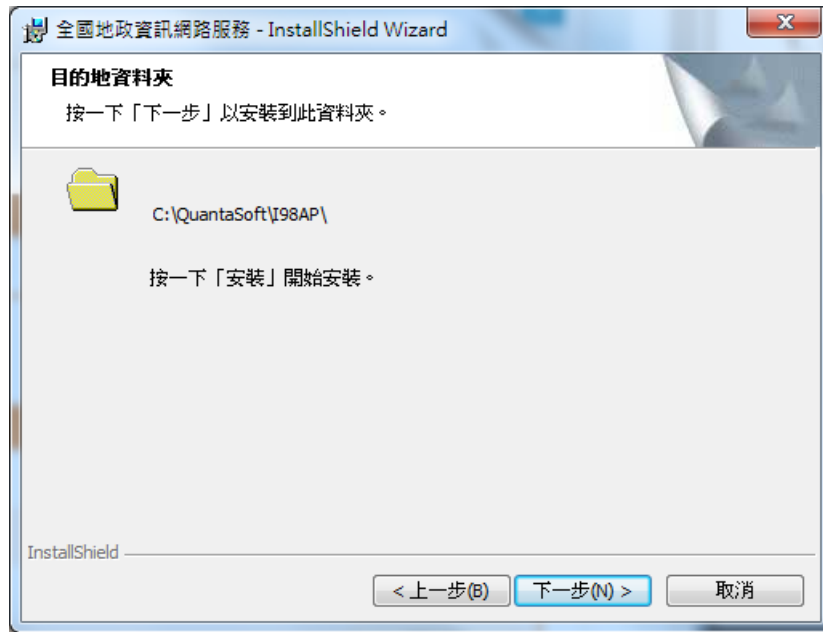 全國地政資訊網路服務 - InstallShield Wizard
目的地資料夾
按一下「下一步」以安裝到此資料夾。
C:\QuantaSoft\I98AP\
按一下「安裝」開始安裝。
InstallShield
< 上一步(B)
下一步(N) >
取消